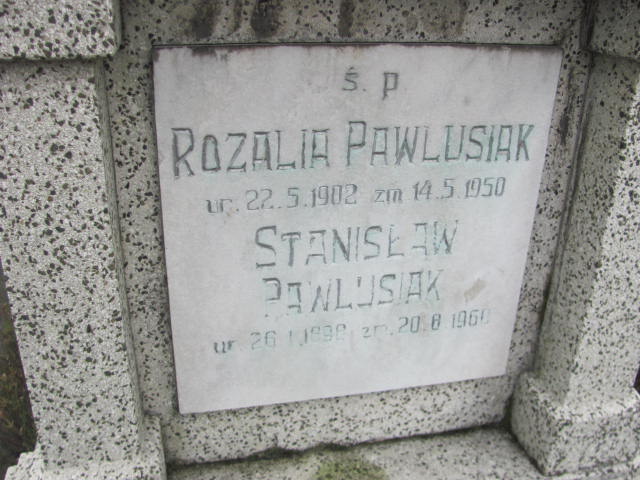 Ś. P
ROZALIA PAWLUSIAK
ur. 22.5.1902 zm 14.5.1950
STANISŁAW
PAWLUSIAK
ur. 26.1.1898 zm. 20.8 1960